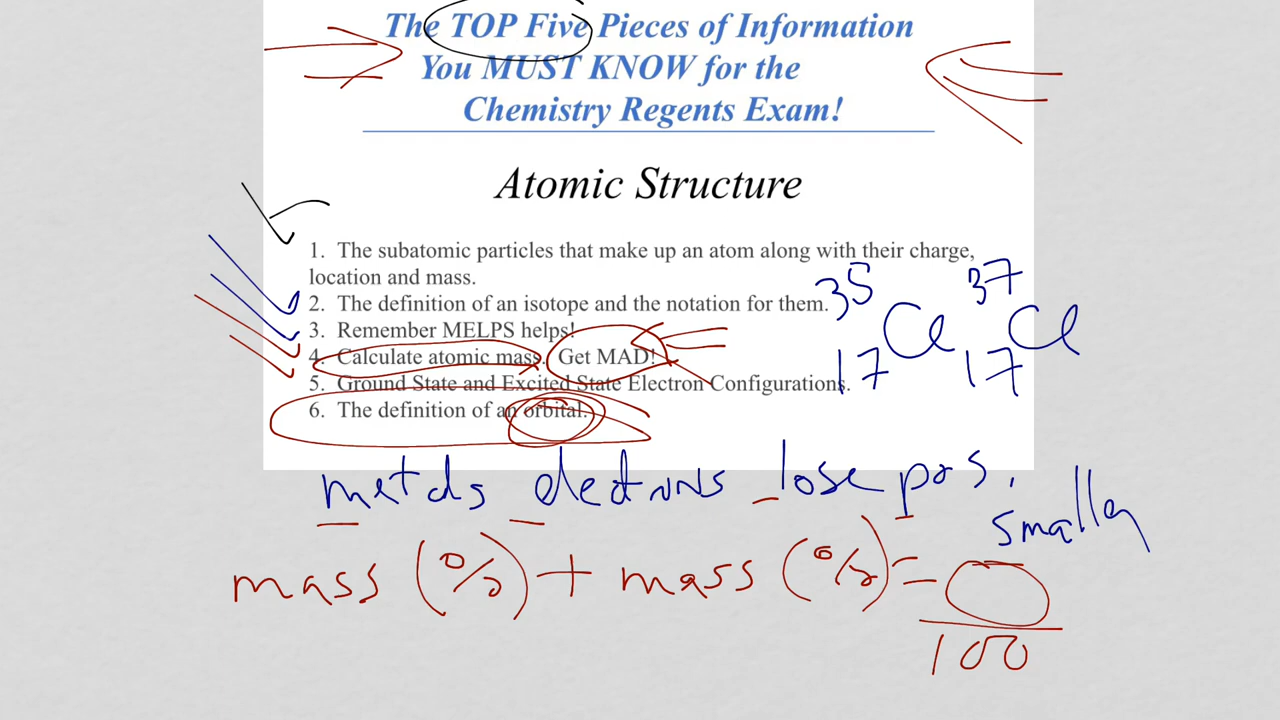 The TOP Five Pieces of Information
You MUST KNOW for the
Chemistry Regents Exam!
Atomic Structure
1. The subatomic particles that make up an atom along with their charge,
location and mass.
2. The definition of an isotope and the notation for them.
3. Remember MELPS helps!
4. Calculate atomic mass. Get MAD!
5. Ground State and Excited State Electron Configurations.
6. The definition of an orbital.
35 37
Cl Cl
17 17
metals electrons lose pos.
smaller
mass (%) + mass (%) =
100